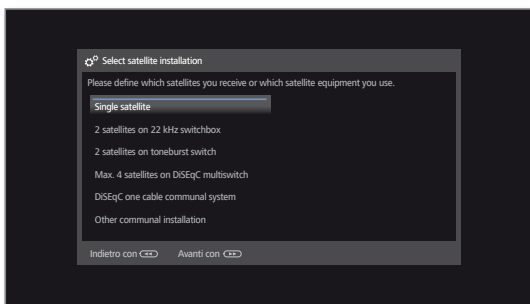 Select satellite installation
Please define which satellites you receive or which satellite equipment you use.
Single satellite
2 satellites on 22 kHz switchbox
2 satellites on toneburst switch
Max. 4 satellites on DiSEqC multiswitch
DiSEqC one cable communal system
Other communal installation
Indietro con Avanti con